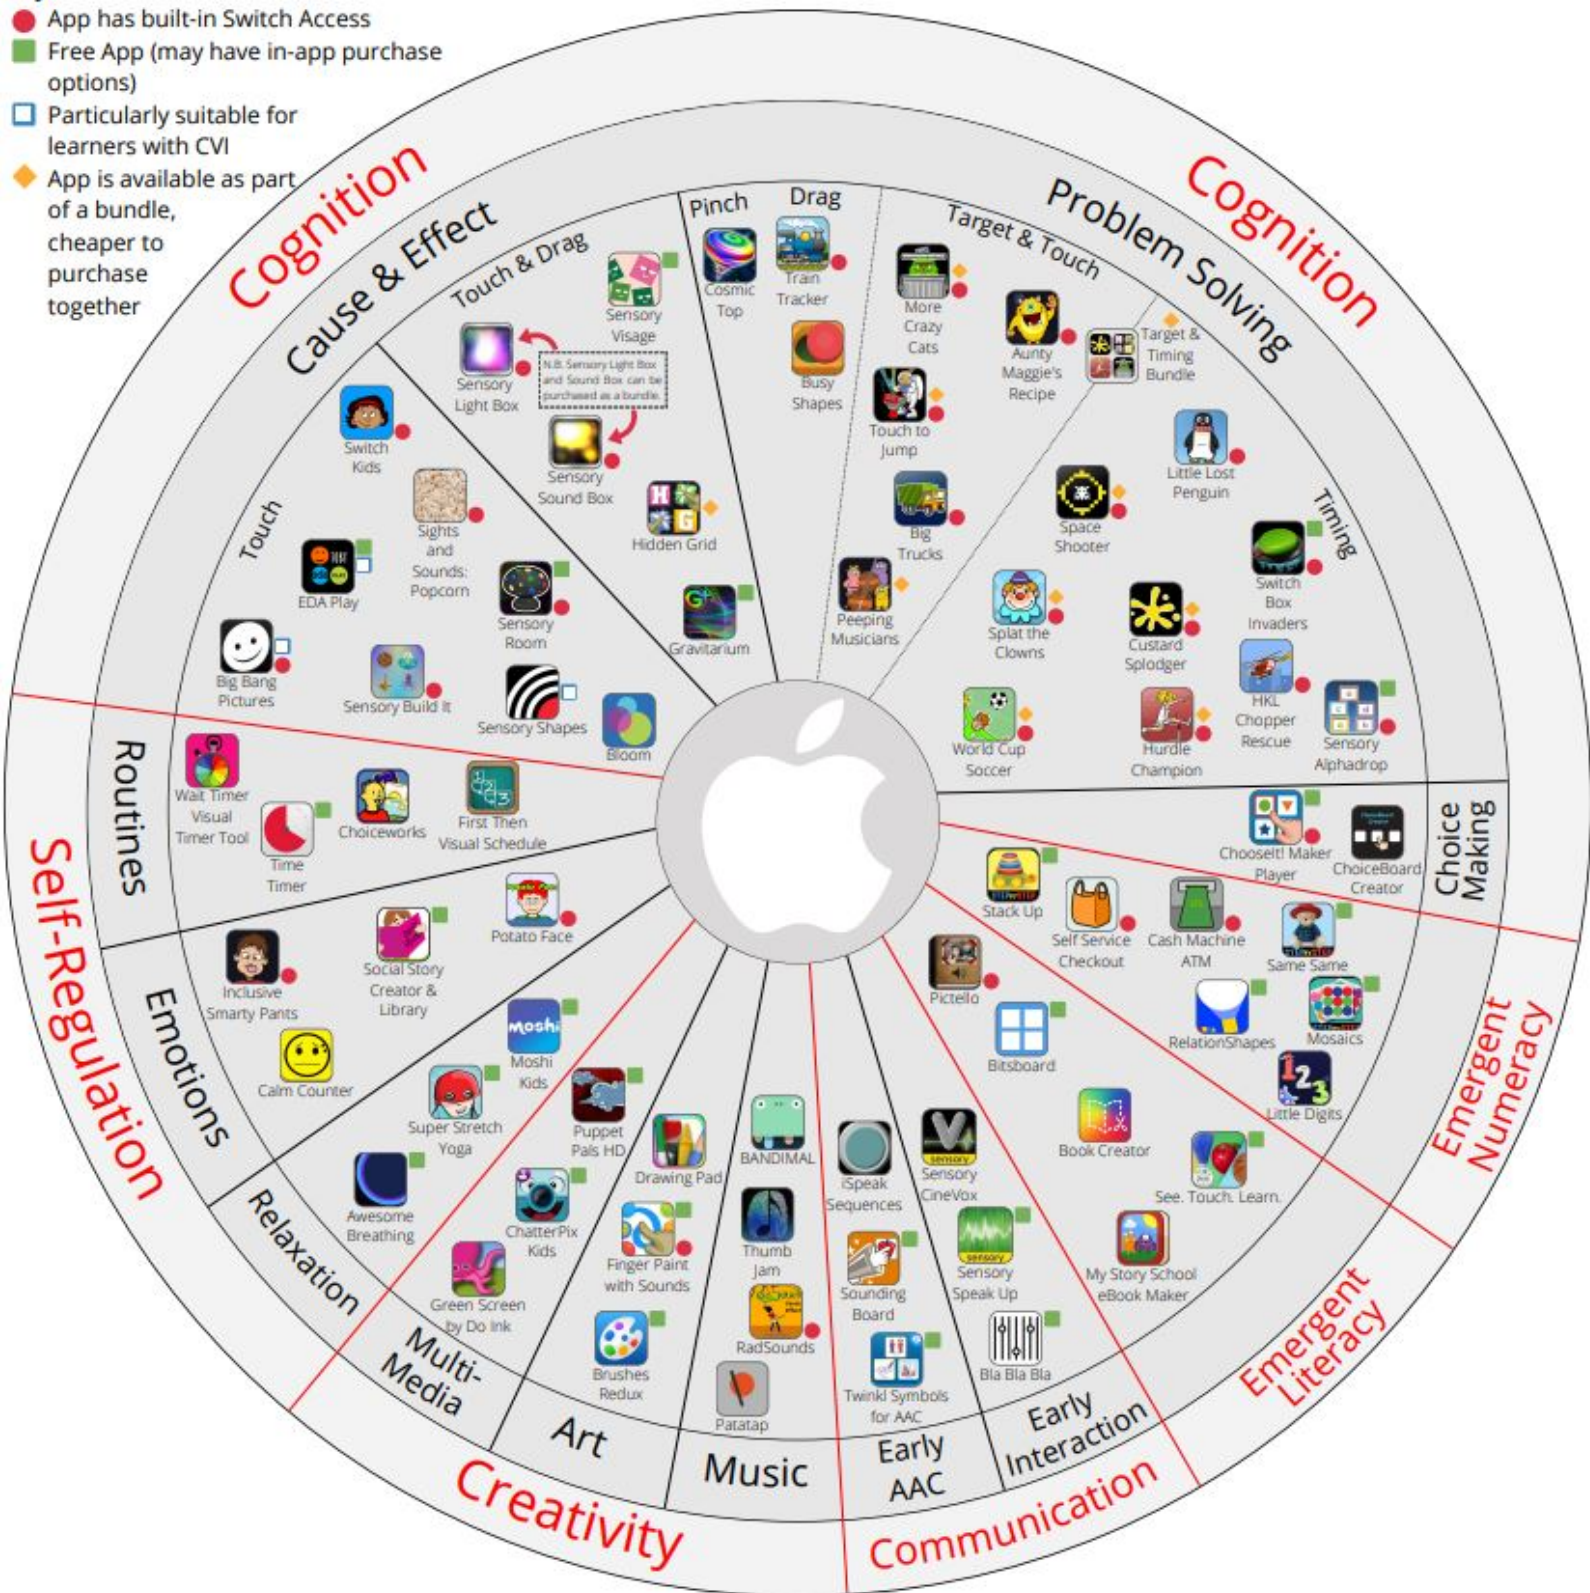 App has built-in Switch Access
Free App (may have in-app purchase
options)
Particularly suitable for
learners with CVI
App is available as part
of a bundle,
cheaper to
purchase
together
Cognition
Cognition
Cause & Effect
Problem Solving
Touch & Drag
Pinch
Drag
Target & Touch
Timing
Touch
Sensory
Visage
Sensory
Light Box
N.B. Sensory Light Box
and Sound Box can be
purchased as a bundle.
Sensory
Sound Box
Hidden Grid
Gravitarium
Cosmic
Top
Train
Tracker
Busy
Shapes
More
Crazy
Cats
Aunty
Maggie's
Recipe
Touch to
Jump
Big
Trucks
Peeping
Musicians
Target &
Timing
Bundle
Little Lost
Penguin
Space
Shooter
Switch
Box
Invaders
Splat the
Clowns
Custard
Splodger
HKL
Chopper
Rescue
World Cup
Soccer
Hurdle
Champion
Sensory
Alphadrop
Switch
Kids
Sights
and
Sounds:
Popcorn
EDA Play
Sensory
Room
Big Bang
Pictures
Sensory Build It
Sensory Shapes
Bloom
Choice
Making
ChooseIt! Maker
Player
ChoiceBoard
Creator
Self-Regulation
Routines
Wait Timer
Visual
Timer Tool
Time
Timer
Choiceworks
First Then
Visual Schedule
Emotions
Potato Face
Social Story
Creator &
Library
Inclusive
Smarty Pants
Calm Counter
Relaxation
Moshi
Moshi
Kids
Super Stretch
Yoga
Awesome
Breathing
Emergent
Numeracy
Stack Up
Self Service
Checkout
Cash Machine
ATM
Same Same
RelationShapes
Mosaics
123
Little Digits
Emergent
Literacy
Pictello
Bitsboard
Book Creator
See. Touch. Learn.
My Story School
eBook Maker
Creativity
Multi-
Media
Puppet
Pals HD
ChatterPix
Kids
Green Screen
by Do Ink
Art
Drawing Pad
Finger Paint
with Sounds
Brushes
Redux
Music
BANDIMAL
Thumb
Jam
RadSounds
Patatap
Communication
Early
AAC
iSpeak
Sequences
Sounding
Board
Twinkl Symbols
for AAC
Early
Interaction
V
sensory
Sensory
CineVox
sensory
Sensory
Speak Up
Bla Bla Bla